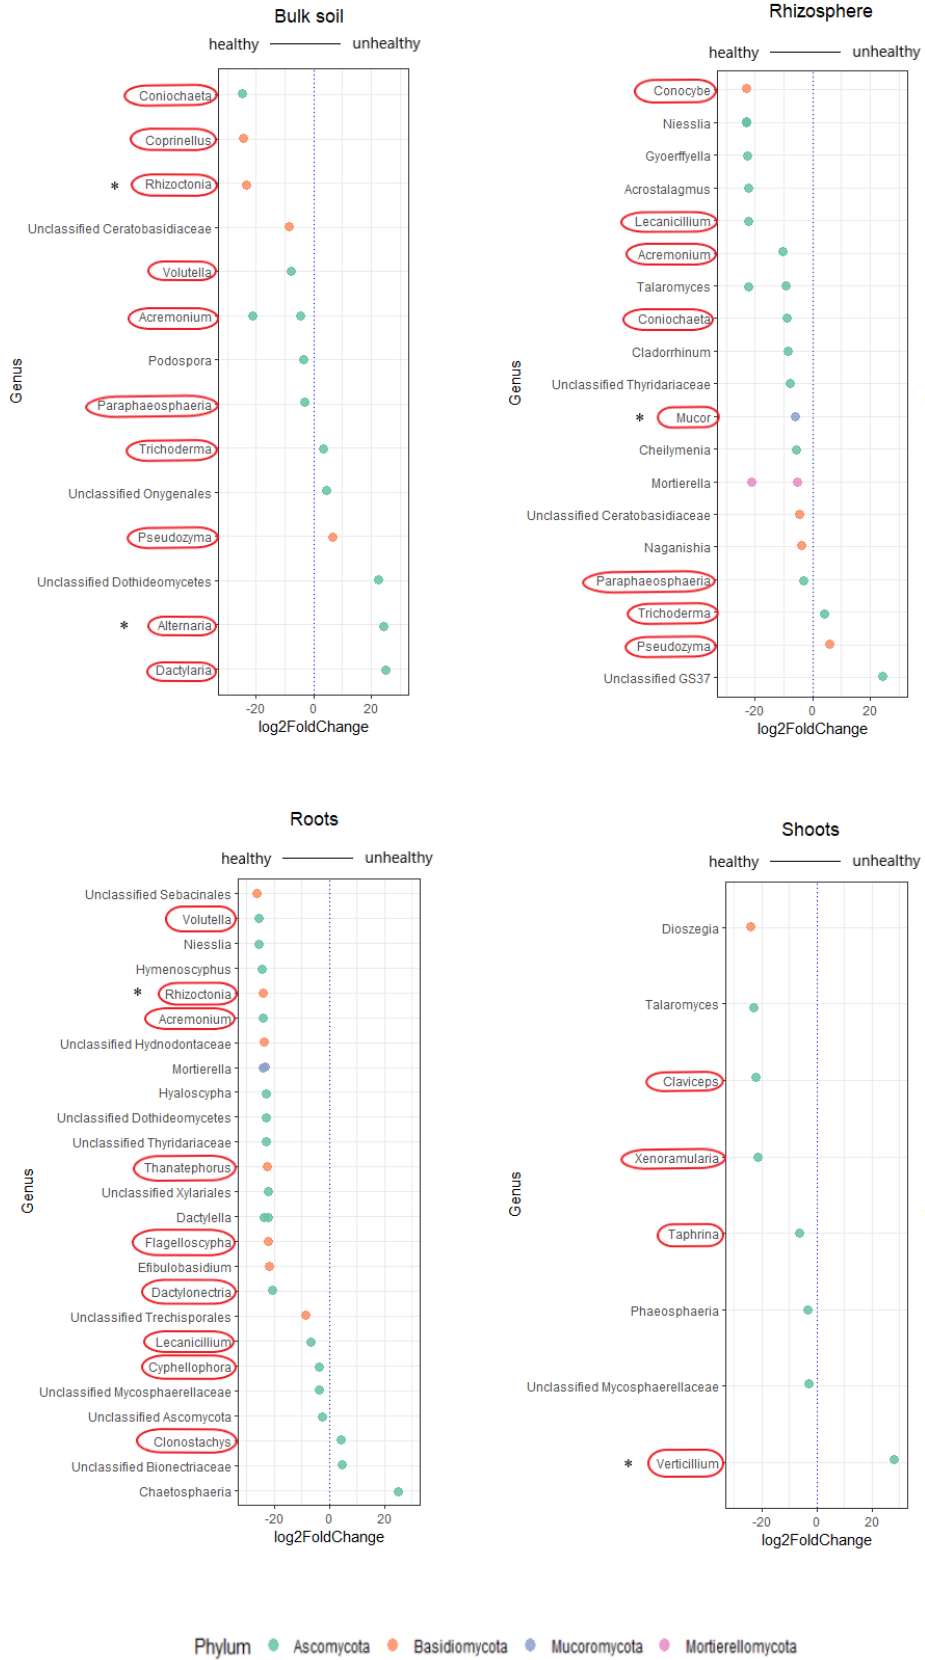 Bulk soil
healthy unhealthy
Coniochaeta
Coprinellus
* Rhizoctonia
Unclassified Ceratobasidiaceae
Volutella
Acremonium
Podospora
Paraphaeosphaeria
Trichoderma
Unclassified Onygenales
Pseudozyma
Unclassified Dothideomycetes
* Alternaria
Dactylaria
Genus
-20 0 20
log2FoldChange
Rhizosphere
healthy unhealthy
Conocybe
Niesslia
Gyoerffyella
Acrostalagmus
Lecanicillium
Acremonium
Talaromyces
Coniochaeta
Cladorrhinum
Unclassified Thyridariaceae
* Mucor
Cheilymenia
Mortierella
Unclassified Ceratobasidiaceae
Naganishia
Paraphaeosphaeria
Trichoderma
Pseudozyma
Unclassified GS37
Genus
-20 0 20
log2FoldChange
Roots
healthy unhealthy
Unclassified Sebacinales
Volutella
Niesslia
Hymenoscyphus
* Rhizoctonia
Acremonium
Unclassified Hydnodontaceae
Mortierella
Hyaloscypha
Unclassified Dothideomycetes
Unclassified Thyridariaceae
Thanatephorus
Unclassified Xylariales
Dactylella
Flagelloscypha
Efibulobasidium
Dactylonectria
Unclassified Trechisporales
Lecanicillium
Cyphellophora
Unclassified Mycosphaerellaceae
Unclassified Ascomycota
Clonostachys
Unclassified Bionectriaceae
Chaetosphaeria
Genus
-20 0 20
log2FoldChange
Shoots
healthy unhealthy
Dioszegia
Talaromyces
Claviceps
Xenoramularia
Taphrina
Phaeosphaeria
Unclassified Mycosphaerellaceae
* Verticillium
Genus
-20 0 20
log2FoldChange
Phylum Ascomycota Basidiomycota Mucoromycota Mortierellomycota